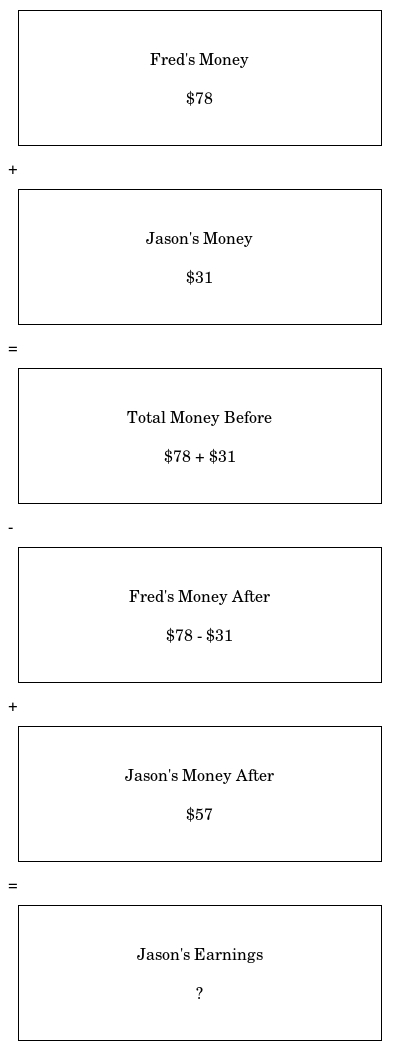 Fred's Money
$78
+
Jason's Money
$31
=
Total Money Before
$78 + $31
-
Fred's Money After
$78 - $31
+
Jason's Money After
$57
=
Jason's Earnings
?